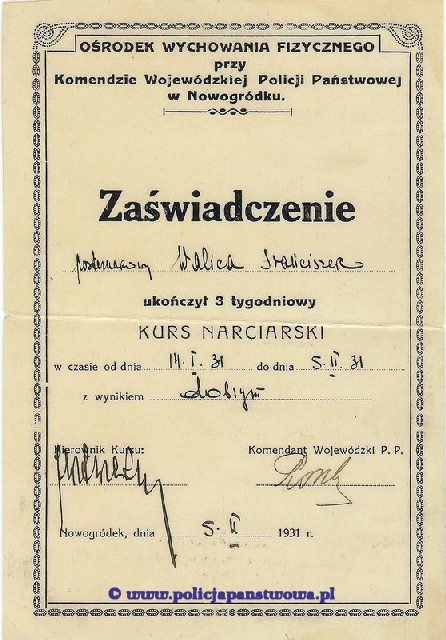 OŚRODEK WYCHOWANIA FIZYCZNEGO
przy
Komendzie Wojewódzkiej Policji Państwowej
w Nowogródku.
Zaświadczenie
posterunkowy Walica Franciszek
ukończył 3 tygodniowy
KURS NARCIARSKI
w czasie od dnia 14 I. 31 do dnia 5. II. 31
z wynikiem dobrym
Kierownik Kursu: Komendant Wojewódzki P. P.
Nowogródek, dnia 5. II 1931 r.
© www.policjapanstwowa.pl